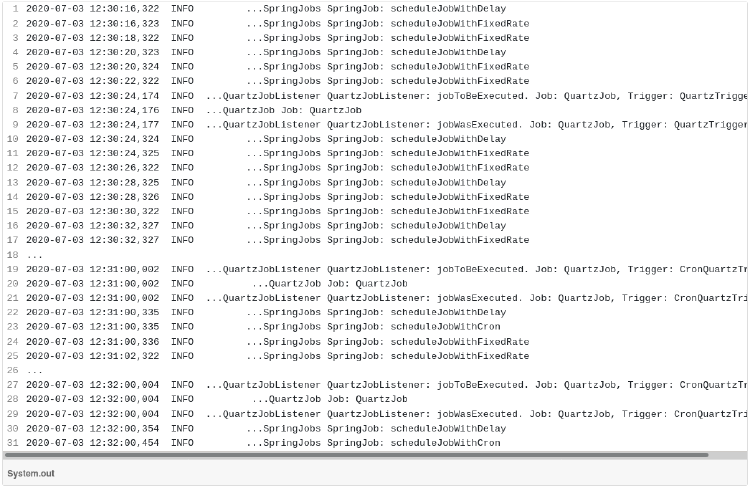 1 2020-07-03 12:30:16,322 INFO ...SpringJobs SpringJob: scheduleJobWithDelay
2 2020-07-03 12:30:16,323 INFO ...SpringJobs SpringJob: scheduleJobWithFixedRate
3 2020-07-03 12:30:18,322 INFO ...SpringJobs SpringJob: scheduleJobWithFixedRate
4 2020-07-03 12:30:20,323 INFO ...SpringJobs SpringJob: scheduleJobWithDelay
5 2020-07-03 12:30:20,324 INFO ...SpringJobs SpringJob: scheduleJobWithFixedRate
6 2020-07-03 12:30:22,322 INFO ...SpringJobs SpringJob: scheduleJobWithFixedRate
7 2020-07-03 12:30:24,174 INFO ...QuartzJobListener QuartzJobListener: jobToBeExecuted. Job: QuartzJob, Trigger: QuartzTrigge
8 2020-07-03 12:30:24,176 INFO ...QuartzJob Job: QuartzJob
9 2020-07-03 12:30:24,177 INFO ...QuartzJobListener QuartzJobListener: jobWasExecuted. Job: QuartzJob, Trigger: QuartzTrigger
10 2020-07-03 12:30:24,324 INFO ...SpringJobs SpringJob: scheduleJobWithDelay
11 2020-07-03 12:30:24,325 INFO ...SpringJobs SpringJob: scheduleJobWithFixedRate
12 2020-07-03 12:30:26,322 INFO ...SpringJobs SpringJob: scheduleJobWithFixedRate
13 2020-07-03 12:30:28,325 INFO ...SpringJobs SpringJob: scheduleJobWithDelay
14 2020-07-03 12:30:28,326 INFO ...SpringJobs SpringJob: scheduleJobWithFixedRate
15 2020-07-03 12:30:30,322 INFO ...SpringJobs SpringJob: scheduleJobWithFixedRate
16 2020-07-03 12:30:32,327 INFO ...SpringJobs SpringJob: scheduleJobWithDelay
17 2020-07-03 12:30:32,327 INFO ...SpringJobs SpringJob: scheduleJobWithFixedRate
18 ...
19 2020-07-03 12:31:00,002 INFO ...QuartzJobListener QuartzJobListener: jobToBeExecuted. Job: QuartzJob, Trigger: CronQuartzTr
20 2020-07-03 12:31:00,002 INFO ...QuartzJob Job: QuartzJob
21 2020-07-03 12:31:00,002 INFO ...QuartzJobListener QuartzJobListener: jobWasExecuted. Job: QuartzJob, Trigger: CronQuartzTri
22 2020-07-03 12:31:00,335 INFO ...SpringJobs SpringJob: scheduleJobWithDelay
23 2020-07-03 12:31:00,335 INFO ...SpringJobs SpringJob: scheduleJobWithCron
24 2020-07-03 12:31:00,336 INFO ...SpringJobs SpringJob: scheduleJobWithFixedRate
25 2020-07-03 12:31:02,322 INFO ...SpringJobs SpringJob: scheduleJobWithFixedRate
26 ...
27 2020-07-03 12:32:00,004 INFO ...QuartzJobListener QuartzJobListener: jobToBeExecuted. Job: QuartzJob, Trigger: CronQuartzTr
28 2020-07-03 12:32:00,004 INFO ...QuartzJob Job: QuartzJob
29 2020-07-03 12:32:00,004 INFO ...QuartzJobListener QuartzJobListener: jobWasExecuted. Job: QuartzJob, Trigger: CronQuartzTri
30 2020-07-03 12:32:00,354 INFO ...SpringJobs SpringJob: scheduleJobWithDelay
31 2020-07-03 12:32:00,454 INFO ...SpringJobs SpringJob: scheduleJobWithCron
System.out